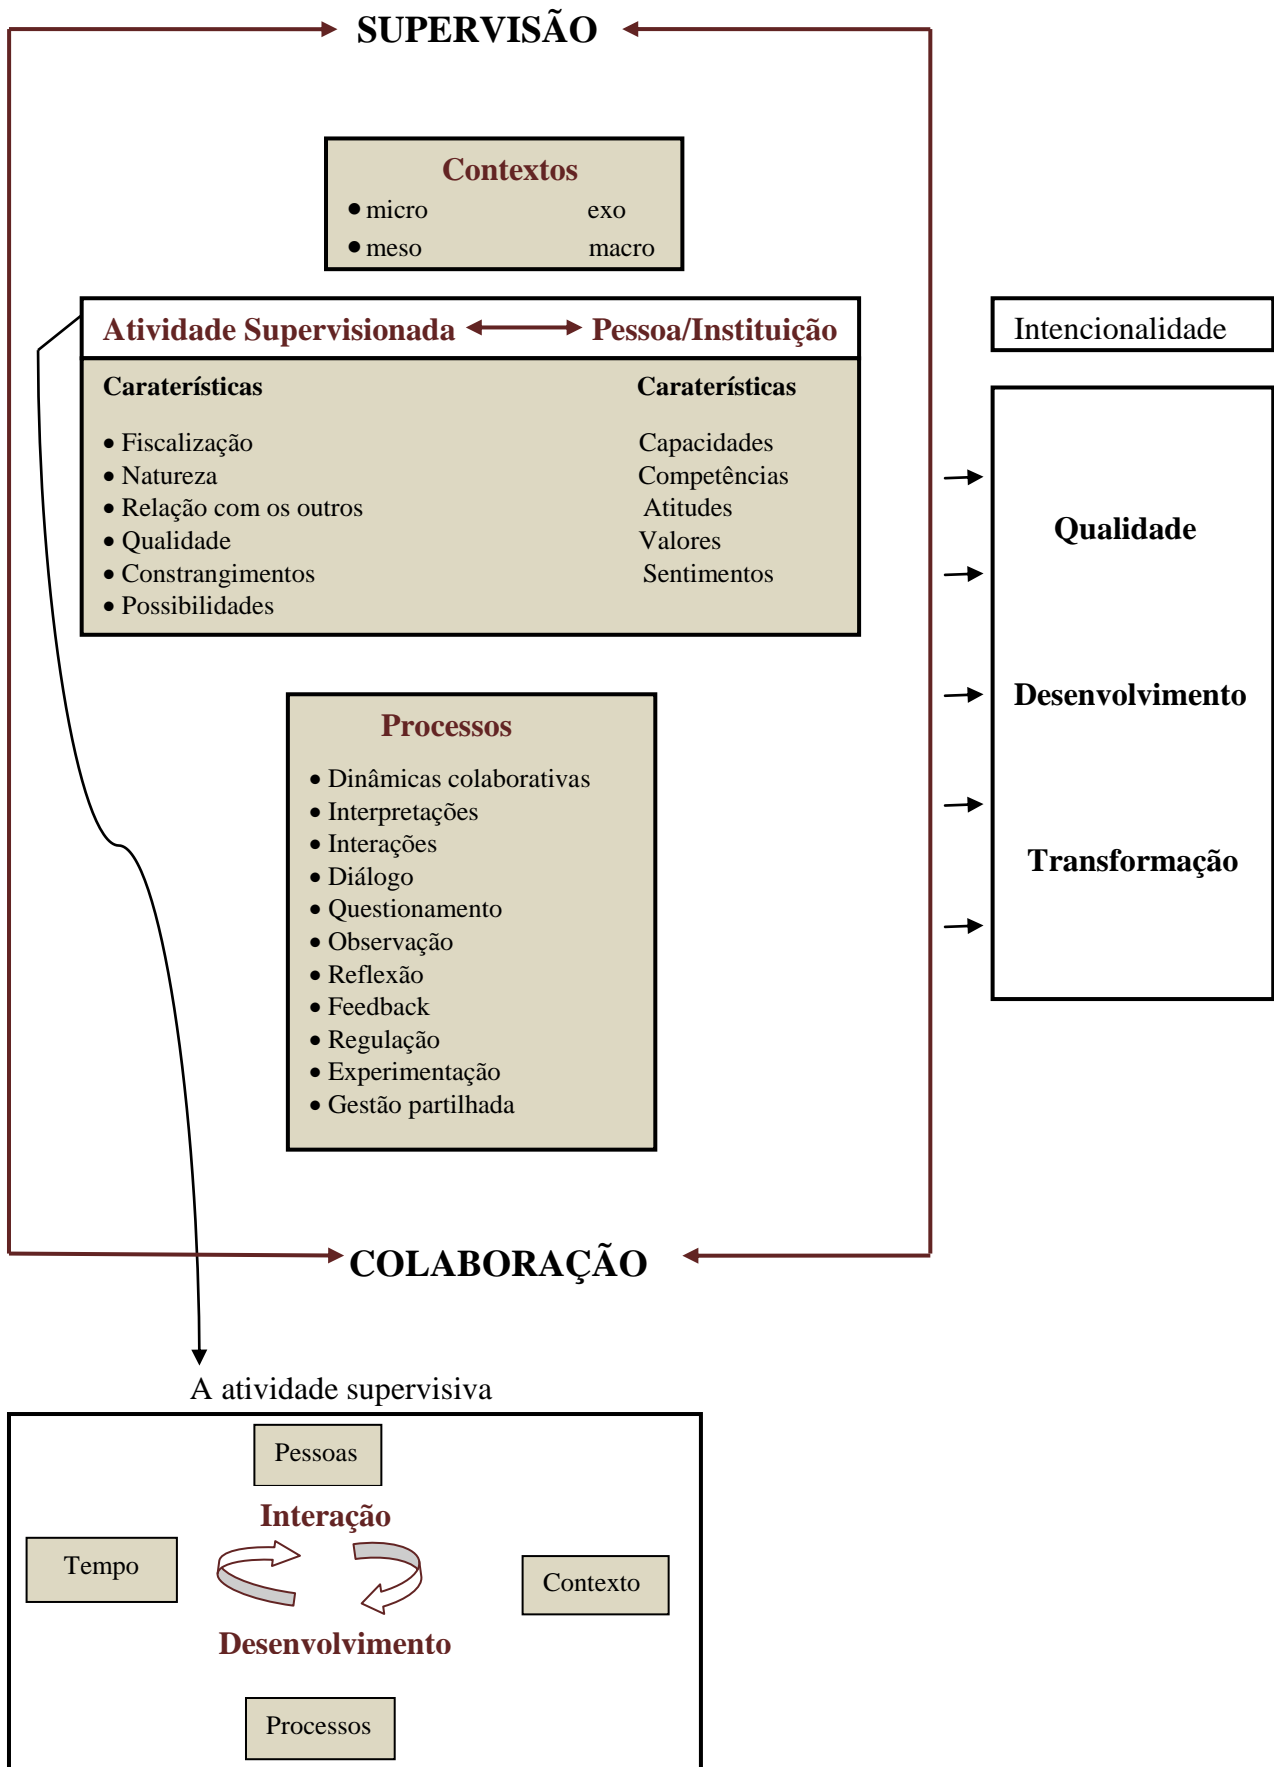 SUPERVISÃO
Contextos
• micro exo
• meso macro
Atividade Supervisionada Pessoa/Instituição
Caraterísticas Caraterísticas
• Fiscalização Capacidades
• Natureza Competências
• Relação com os outros Atitudes
• Qualidade Valores
• Constrangimentos Sentimentos
• Possibilidades
Intencionalidade
Qualidade
Desenvolvimento
Transformação
Processos
• Dinâmicas colaborativas
• Interpretações
• Interações
• Diálogo
• Questionamento
• Observação
• Reflexão
• Feedback
• Regulação
• Experimentação
• Gestão partilhada
COLABORAÇÃO
A atividade supervisiva
Pessoas
Interação
Tempo
Contexto
Desenvolvimento
Processos